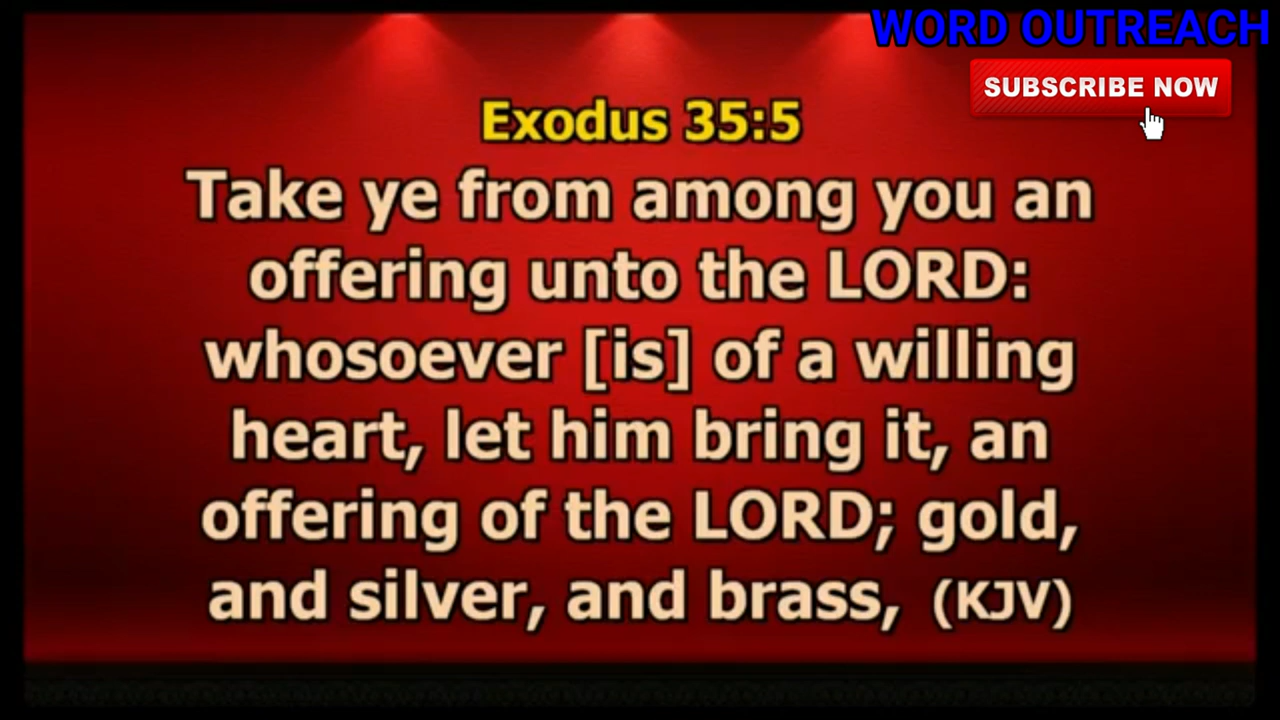 WORD OUTREACH
SUBSCRIBE NOW
Exodus 35:5
Take ye from among you an
offering unto the LORD:
whosoever [is] of a willing
heart, let him bring it, an
offering of the LORD; gold,
and silver, and brass, (KJV)